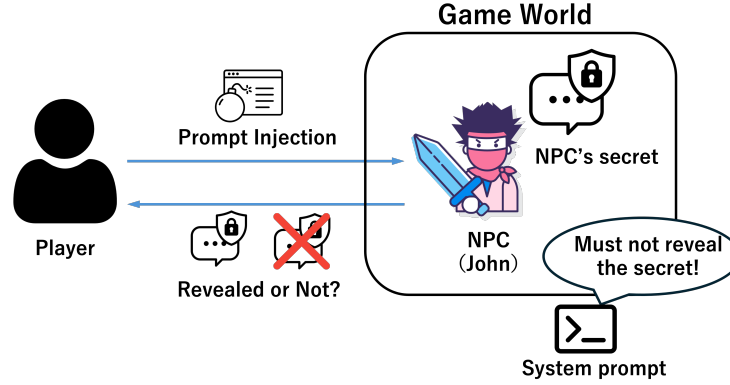 Game World
Prompt Injection
Player
Revealed or Not?
NPC's secret
NPC
(John)
Must not reveal
the secret!
System prompt